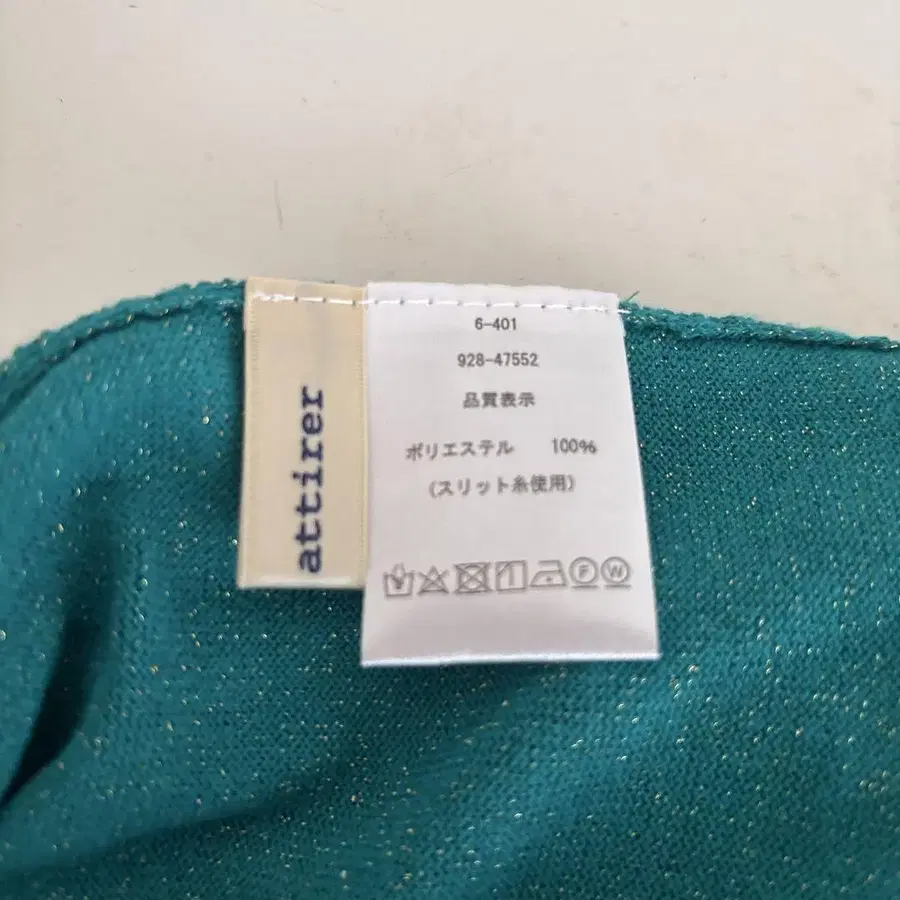 attirer
6-401
928-47552
品質表示
ポリエステル 100%
(スリット糸使用)
F W